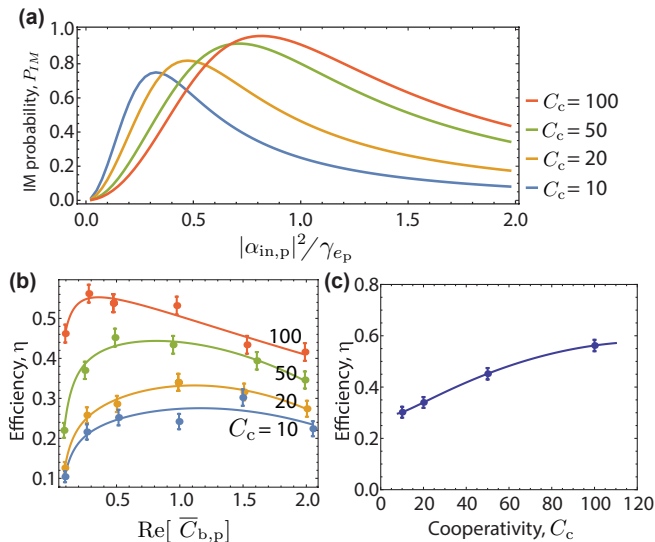 (a)
IM probability, P_IM
1.0
0.8
0.6
0.4
0.2
0.0
0.0 0.5 1.0 1.5 2.0
|α_in,p|²/γ_e_p
C_c = 100
C_c = 50
C_c = 20
C_c = 10
(b)
Efficiency, η
0.5
0.4
0.3
0.2
0.1
100
50
20
C_c = 10
0.5 1.0 1.5 2.0
Re[ C̅_b,p]
(c)
Efficiency, η
0.8
0.6
0.4
0.2
0.0
0 20 40 60 80 100 120
Cooperativity, C_c